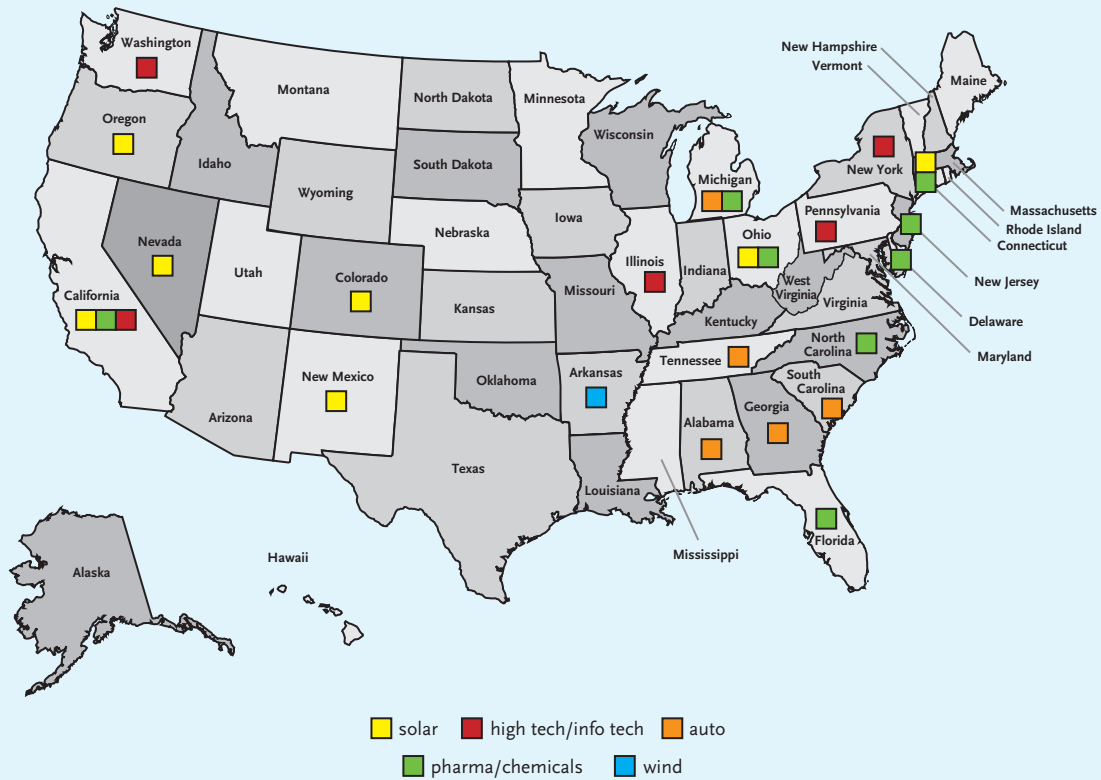 Washington
Montana
North Dakota
Minnesota
New Hampshire
Vermont
Maine
Oregon
Idaho
South Dakota
Wisconsin
Wyoming
Michigan
New York
Massachusetts
Rhode Island
Connecticut
Nevada
Utah
Nebraska
Iowa
Illinois
Indiana
Ohio
Pennsylvania
New Jersey
California
Colorado
Kansas
Missouri
West
Virginia
Virginia
Delaware
Kentucky
Maryland
New Mexico
Arizona
Oklahoma
Arkansas
Tennessee
North
Carolina
South
Carolina
Texas
Louisiana
Alabama
Georgia
Mississippi
Florida
Alaska
Hawaii
solar
high tech/info tech
auto
pharma/chemicals
wind